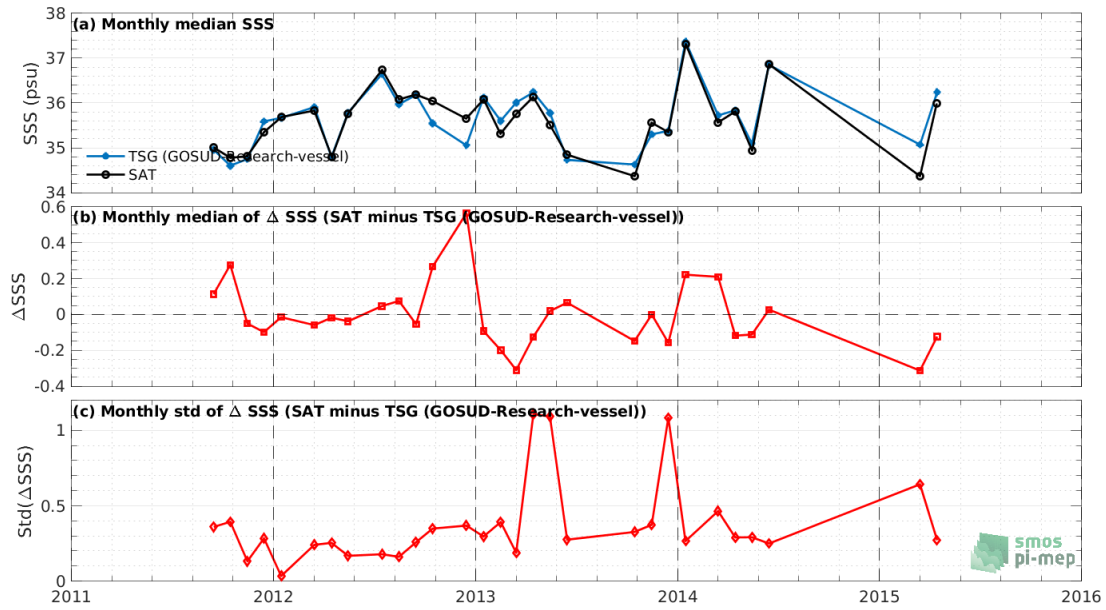 (a) Monthly median SSS
38
37
36
35
34
SSS (psu)
TSG (GOSUD-Research-vessel)
SAT
(b) Monthly median of Δ SSS (SAT minus TSG (GOSUD-Research-vessel))
0.6
0.4
0.2
0
-0.2
-0.4
ΔSSS
(c) Monthly std of Δ SSS (SAT minus TSG (GOSUD-Research-vessel))
1
0.5
0
Std(ΔSSS)
smos
pi-mep
2011 2012 2013 2014 2015 2016